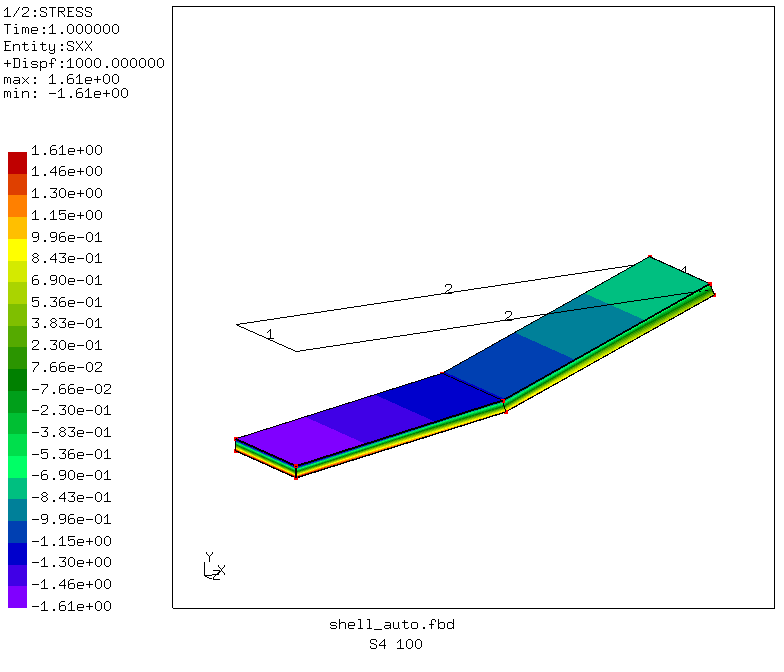 1/2:STRESS
Time:1.000000
Entity:SXX
+Dispf:1000.000000
max: 1.61e+00
min: -1.61e+00
1.61e+00
1.46e+00
1.30e+00
1.15e+00
9.96e-01
8.43e-01
6.90e-01
5.36e-01
3.83e-01
2.30e-01
7.66e-02
-7.66e-02
-2.30e-01
-3.83e-01
-5.36e-01
-6.90e-01
-8.43e-01
-9.96e-01
-1.15e+00
-1.30e+00
-1.46e+00
-1.61e+00
2
1
2
Y
X
Z
shell_auto.fbd
S4 100